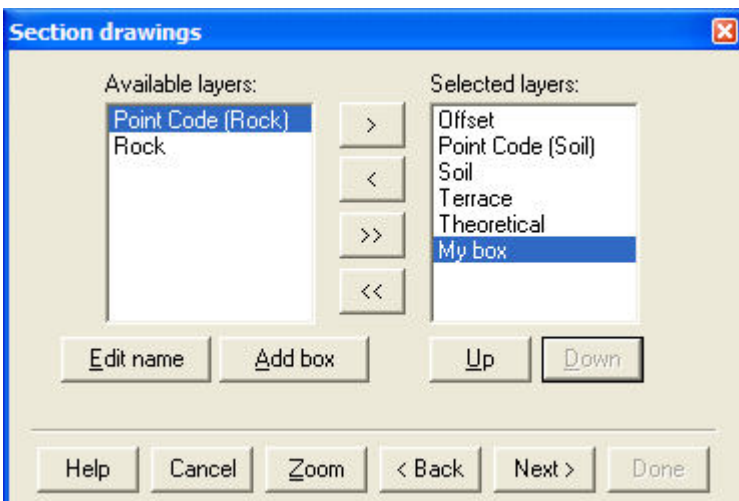 Section drawings
Available layers:
Selected layers:
Point Code (Rock)
Rock
>
<
>>
<<
Offset
Point Code (Soil)
Soil
Terrace
Theoretical
My box
Edit name
Add box
Up
Down
Help
Cancel
Zoom
< Back
Next >
Done